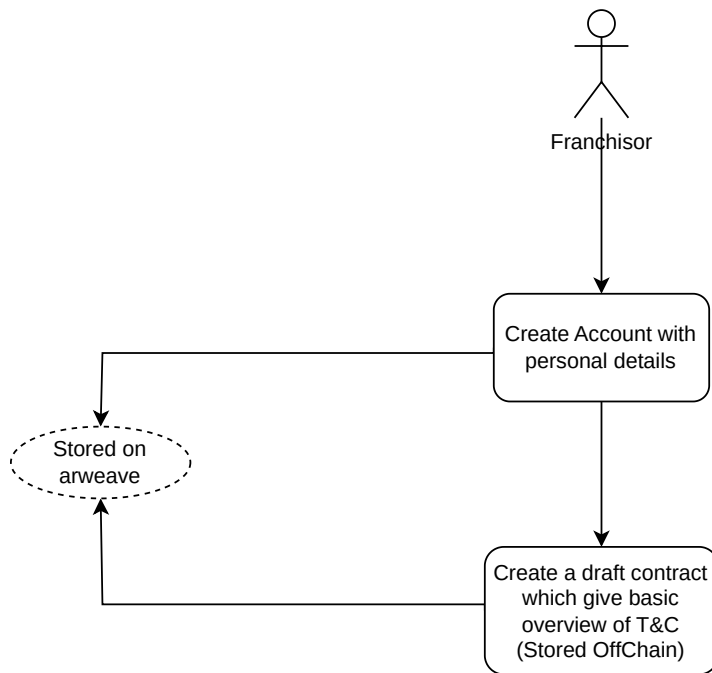 Franchisor
Create Account with
personal details
Stored on
arweave
Create a draft contract
which give basic
overview of T&C
(Stored OffChain)